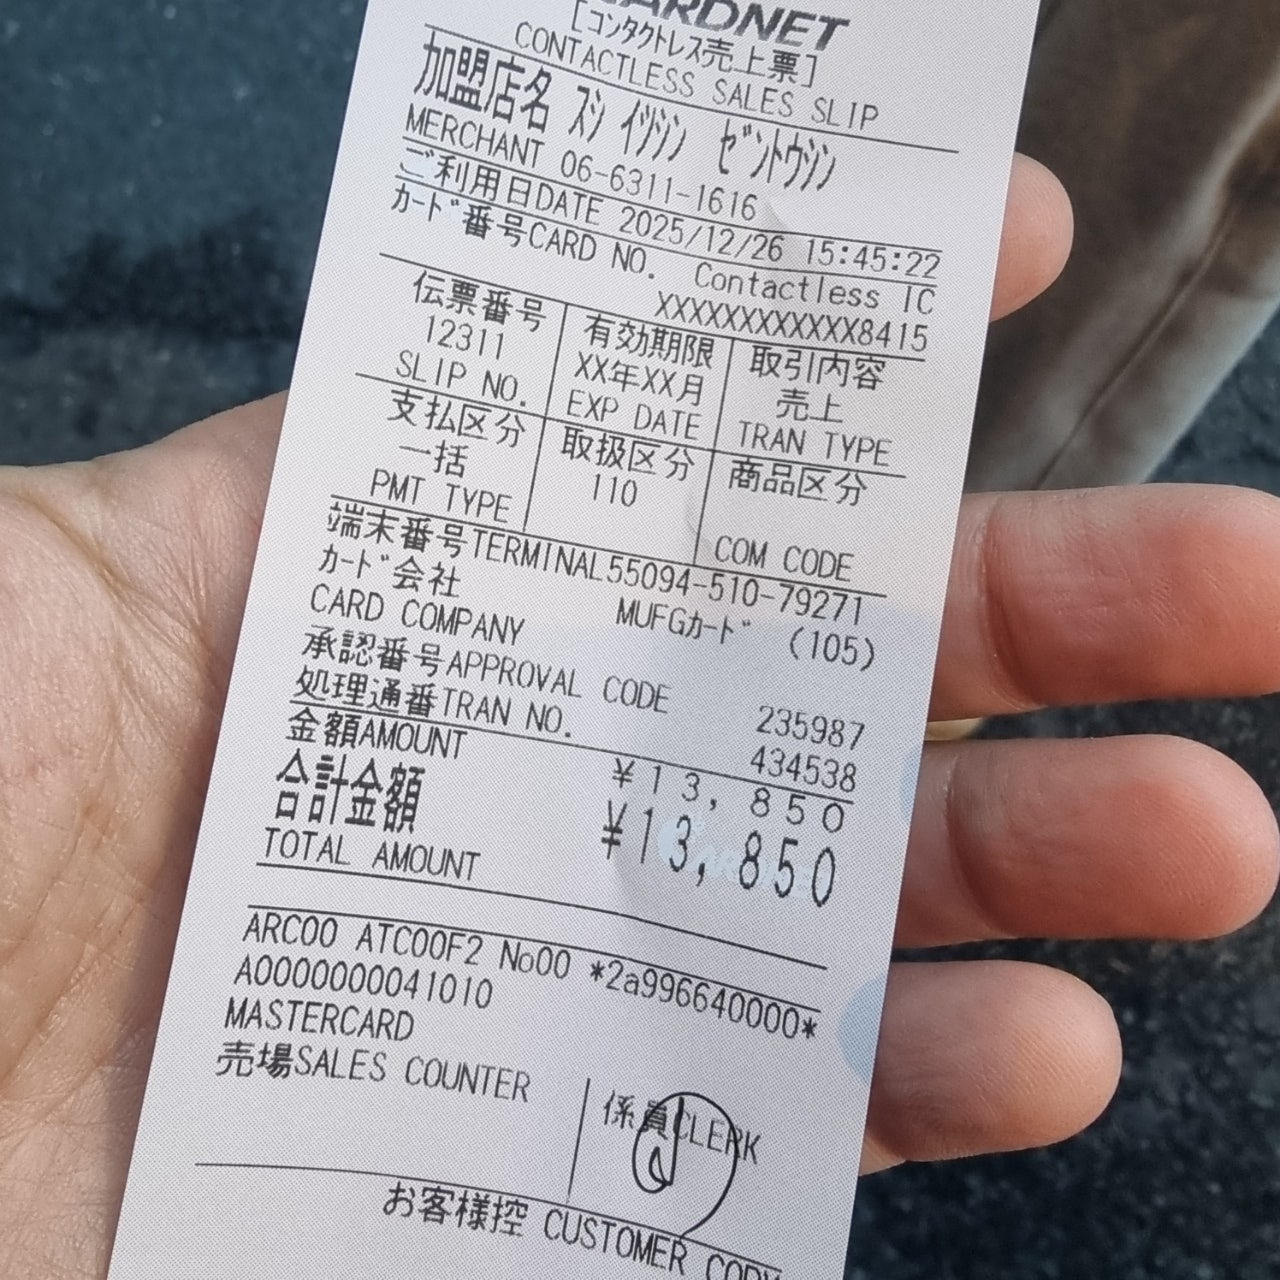 CARDNET
[コンタクトレス売上票]
CONTACTLESS SALES SLIP
加盟店名 スシ イッシン ゼントウシン
MERCHANT 06-6311-1616
ご利用日DATE 2025/12/26 15:45:22
カード番号CARD NO. Contactless IC
XXXXXXXXXXXX8415
伝票番号 有効期限 取引内容
12311 XX年XX月 売上
SLIP NO. EXP DATE TRAN TYPE
支払区分 取扱区分 商品区分
一括 110
PMT TYPE COM CODE
端末番号TERMINAL55094-510-79271
カード会社 MUFGカード (105)
CARD COMPANY
承認番号APPROVAL CODE 235987
処理通番TRAN NO. 434538
金額AMOUNT ¥13,850
合計金額 ¥13,850
TOTAL AMOUNT
ARC00 ATC00F2 No00 *2a996640000*
A0000000041010
MASTERCARD
売場SALES COUNTER 係員CLERK
お客様控 CUSTOMER COPY